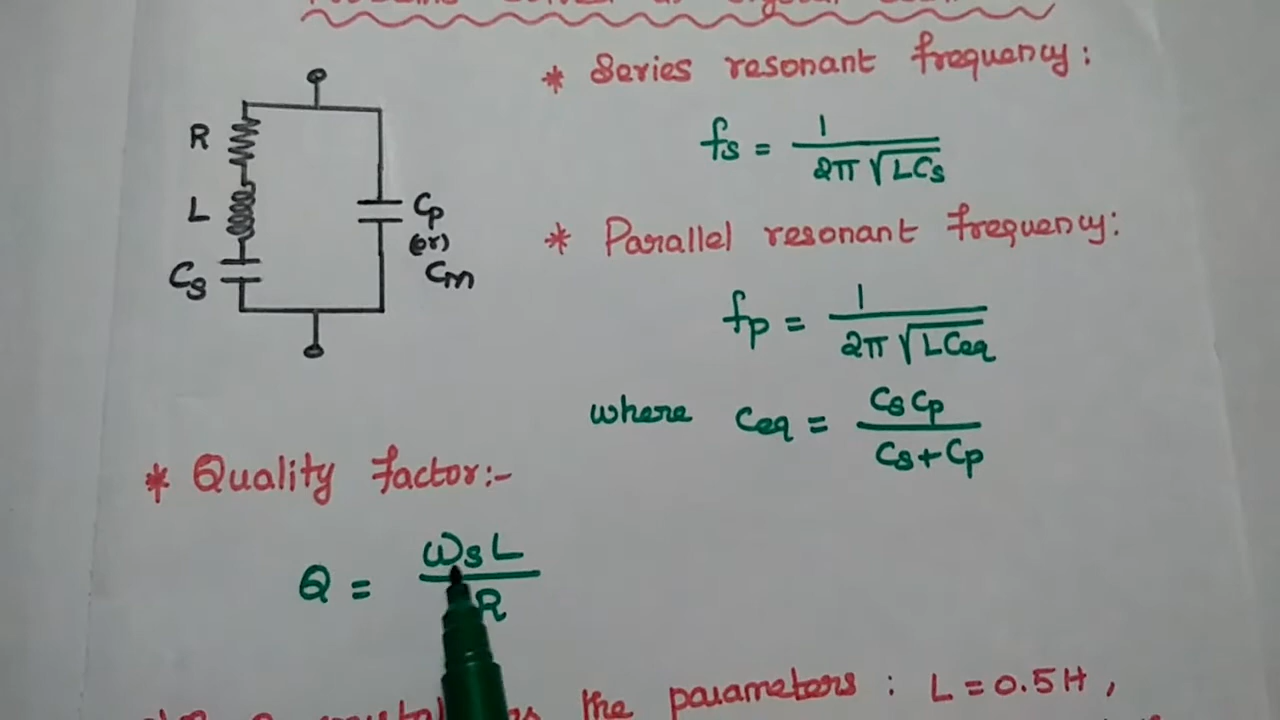 * Series resonant frequency:
R
fs = 1 / 2π √LCs
L
Cp
(or)
Cm
Cs
* Parallel resonant frequency:
fp = 1 / 2π √LCeq
where Ceq = CsCp / Cs+Cp
* Quality factor:-
Q = ωsL / R
the parameters : L = 0.5H ,